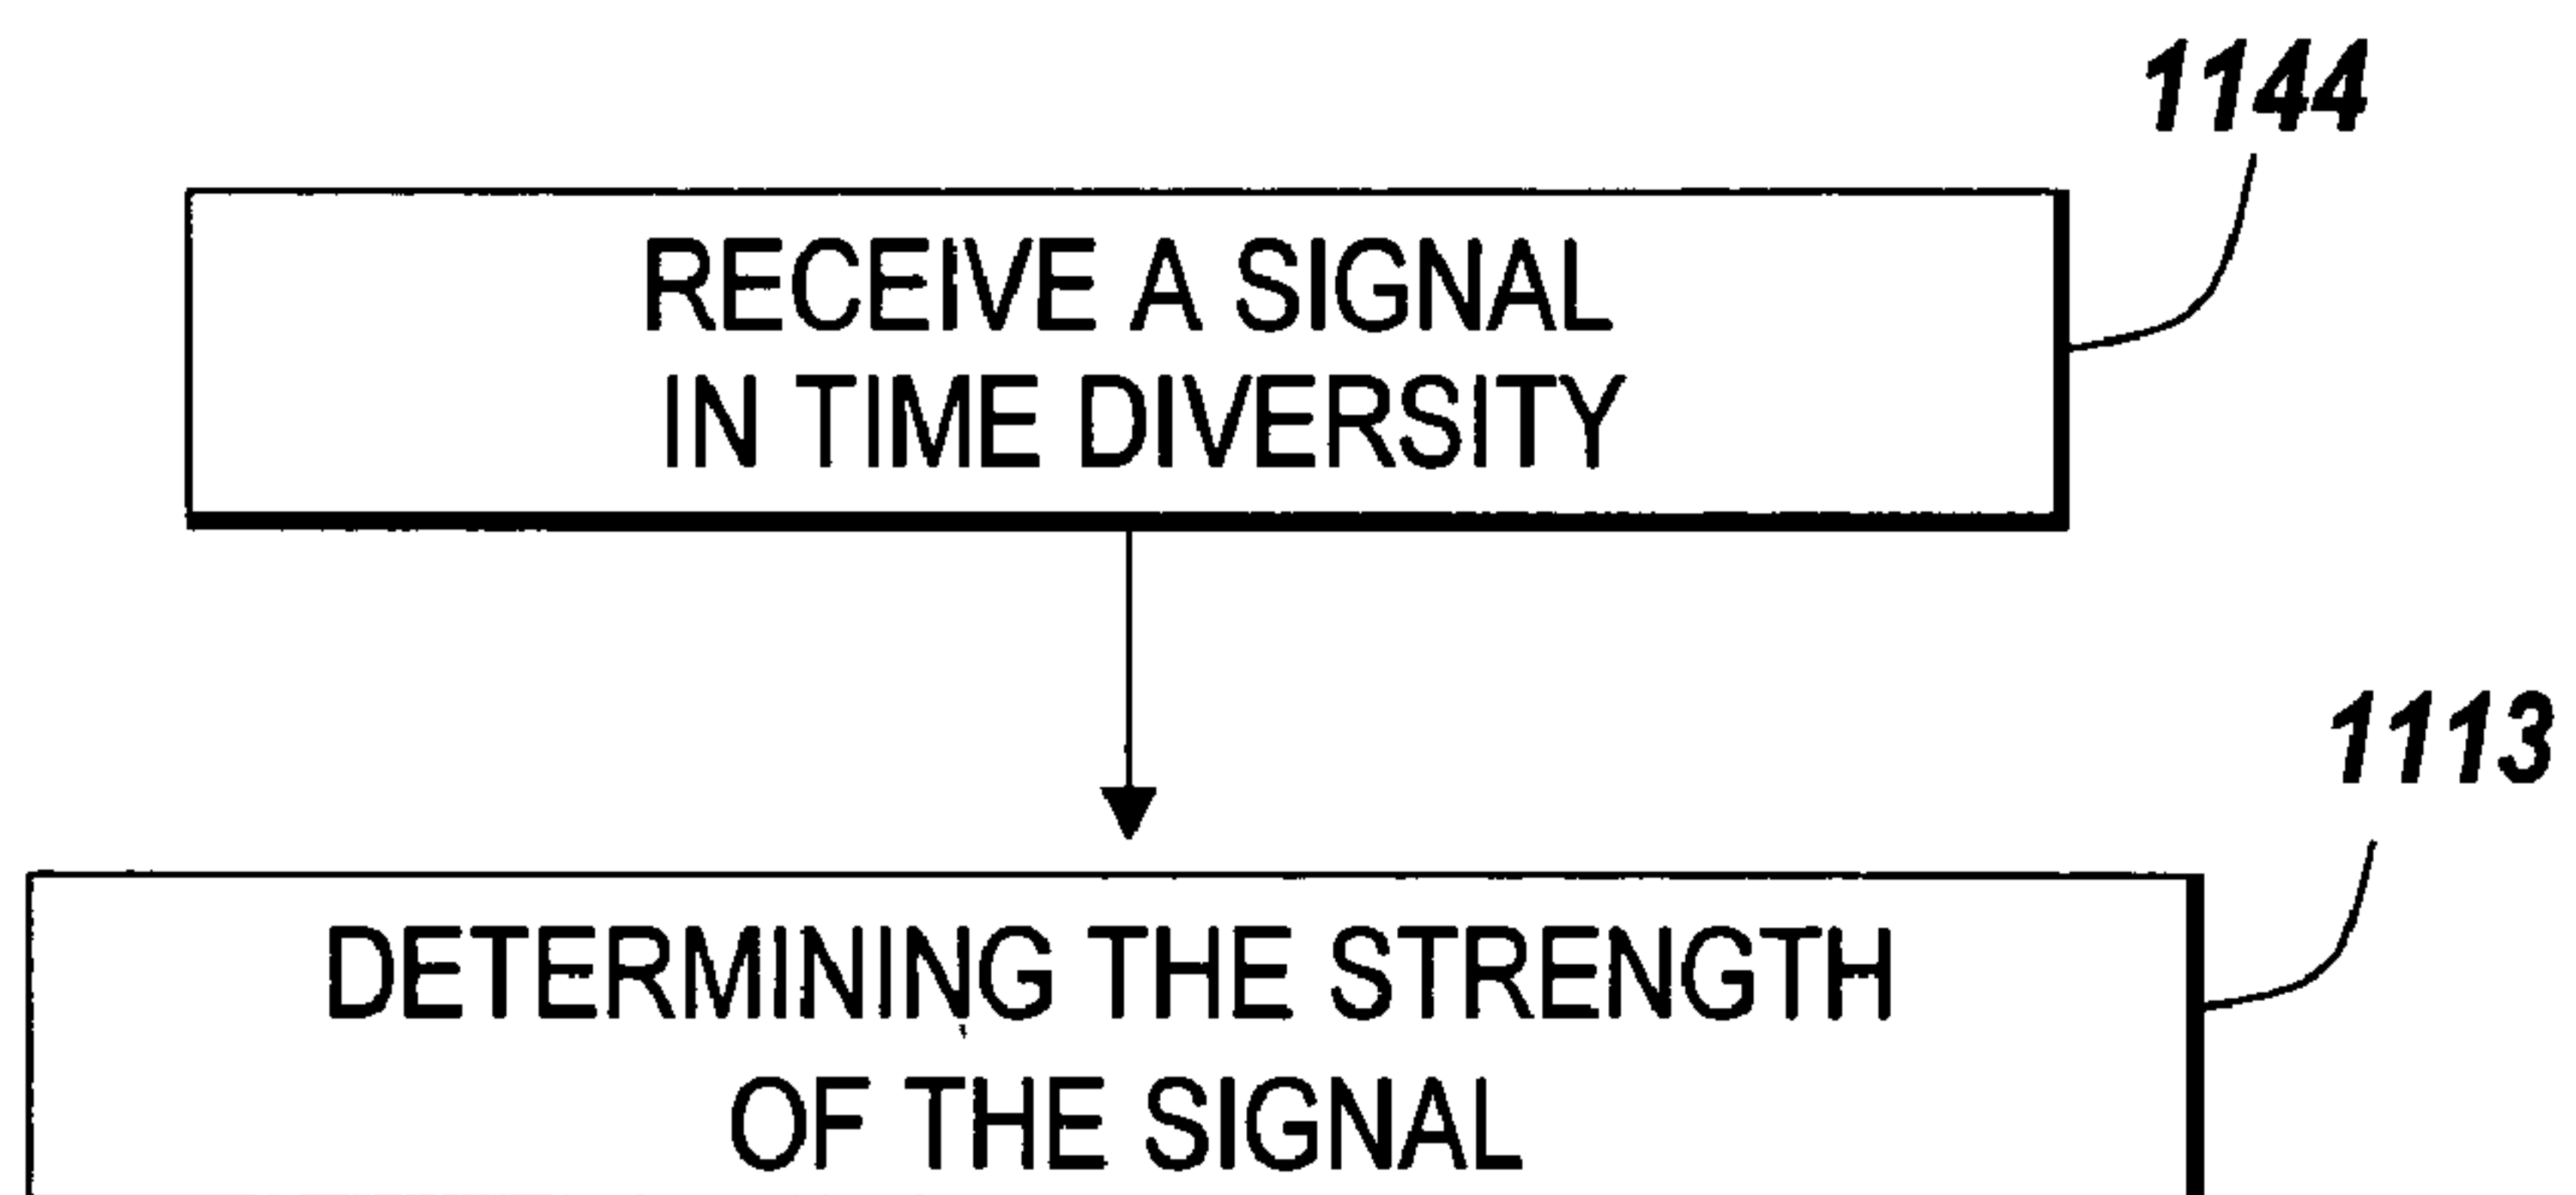 1144
RECEIVE A SIGNAL
IN TIME DIVERSITY
1113
DETERMINING THE STRENGTH
OF THE SIGNAL